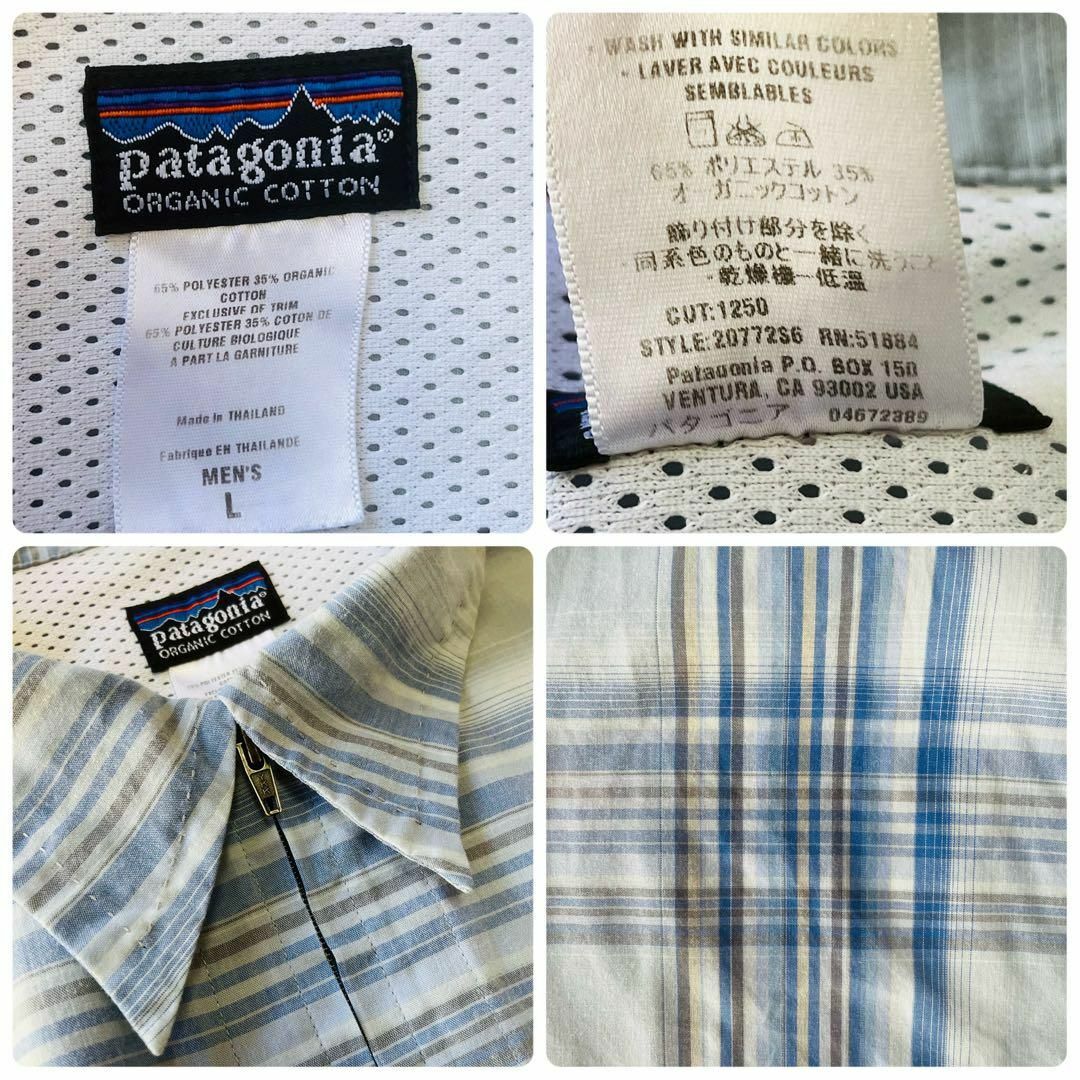 patagonia®
ORGANIC COTTON
65% POLYESTER 35% ORGANIC
COTTON
EXCLUSIVE OF TRIM
65% POLYESTER 35% COTON DE
CULTURE BIOLOGIQUE
A PART LA GARNITURE
Made in THAILAND
Fabrique EN THAILANDE
MEN'S
L
· WASH WITH SIMILAR COLORS
· LAVER AVEC COULEURS
SEMBLABLES
65% ポリエステル 35%
オーガニックコットン
飾り付け部分を除く
·同系色のものと一緒に洗うこと
·乾燥機一低温
CUT:1250
STYLE:20772S6 RN:51884
Patagonia P.O. BOX 150
VENTURA, CA 93002 USA
パタゴニア 04672389
patagonia®
ORGANIC COTTON